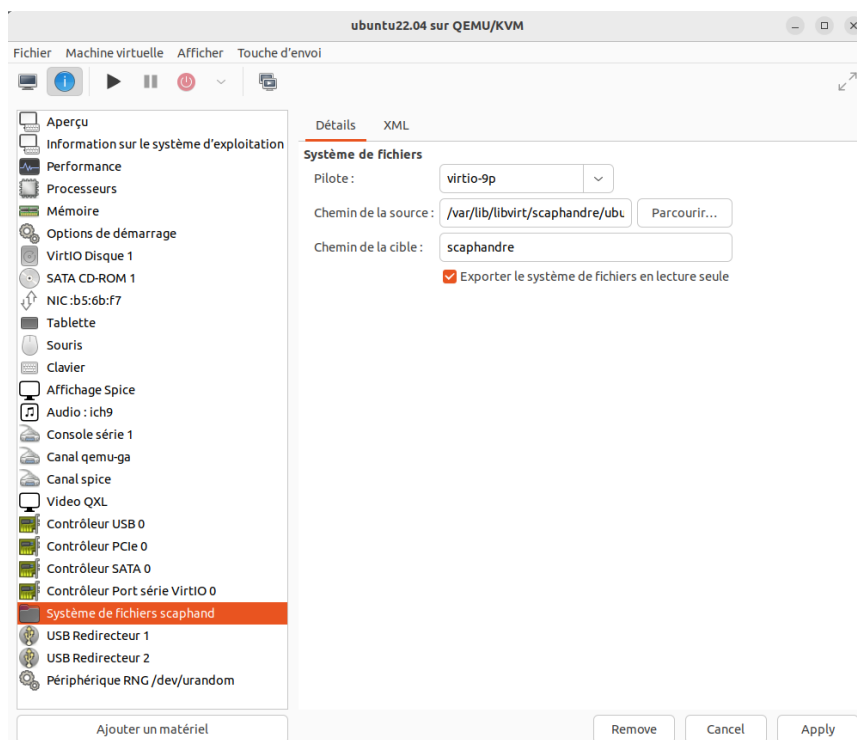 ubuntu22.04 sur QEMU/KVM
Fichier Machine virtuelle Afficher Touche d'envoi
Aperçu
Information sur le système d'exploitation
Performance
Processeurs
Mémoire
Options de démarrage
VirtIO Disque 1
SATA CD-ROM 1
NIC :b5:6b:f7
Tablette
Souris
Clavier
Affichage Spice
Audio : ich9
Console série 1
Canal qemu-ga
Canal spice
Video QXL
Contrôleur USB 0
Contrôleur PCIe 0
Contrôleur SATA 0
Contrôleur Port série VirtIO 0
Système de fichiers scaphand
USB Redirecteur 1
USB Redirecteur 2
Périphérique RNG /dev/urandom
Ajouter un matériel
Détails XML
Système de fichiers
Pilote : virtio-9p
Chemin de la source : /var/lib/libvirt/scaphandre/ubu Parcourir...
Chemin de la cible : scaphandre
Exporter le système de fichiers en lecture seule
Remove Cancel Apply